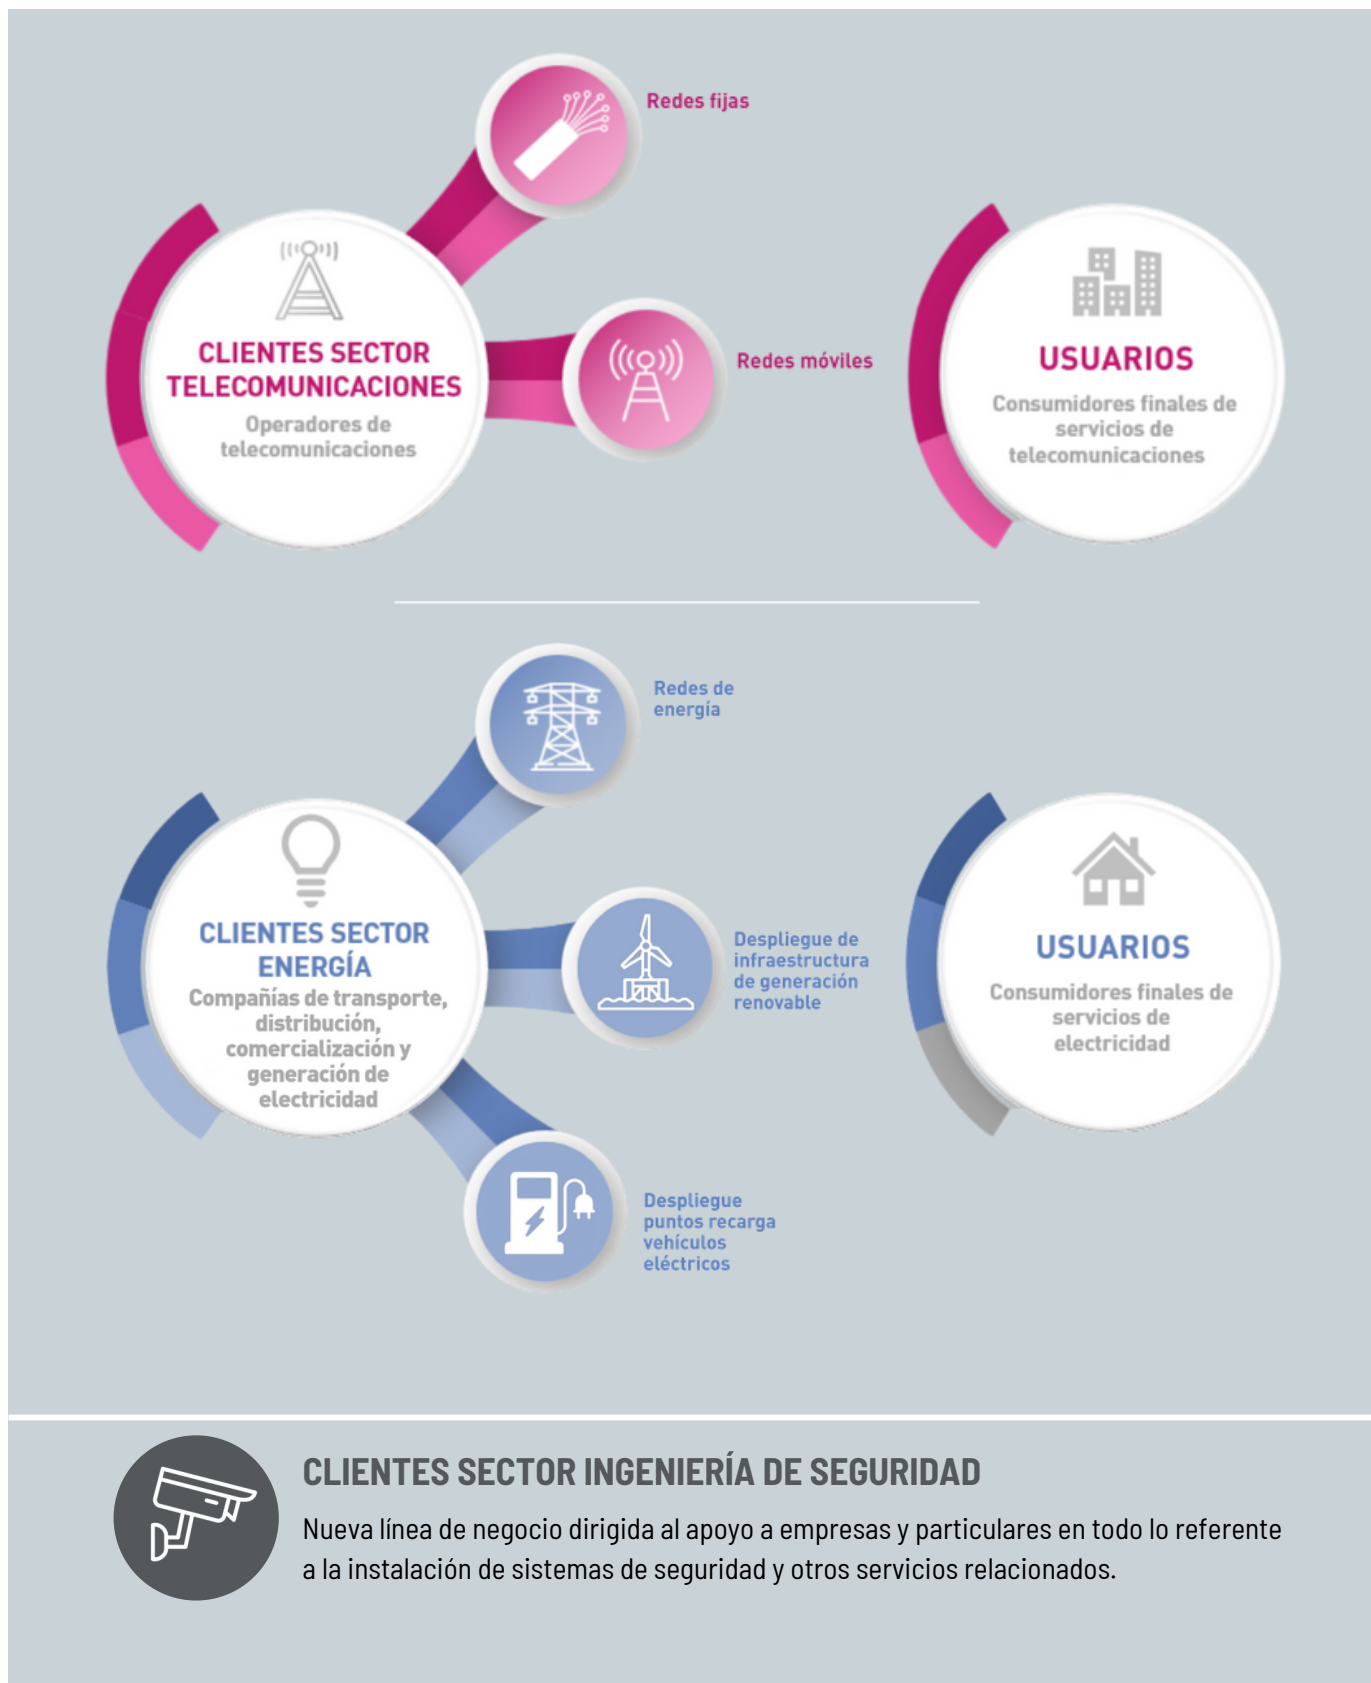 Redes fijas
CLIENTES SECTOR
TELECOMUNICACIONES
Operadores de
telecomunicaciones
Redes móviles
USUARIOS
Consumidores finales de
servicios de
telecomunicaciones
Redes de
energía
CLIENTES SECTOR
ENERGÍA
Compañías de transporte,
distribución,
comercialización y
generación de
electricidad
Despliegue de
infraestructura
de generación
renovable
Despliegue
puntos recarga
vehículos
eléctricos
USUARIOS
Consumidores finales de
servicios de
electricidad
CLIENTES SECTOR INGENIERÍA DE SEGURIDAD
Nueva línea de negocio dirigida al apoyo a empresas y particulares en todo lo referente
a la instalación de sistemas de seguridad y otros servicios relacionados.